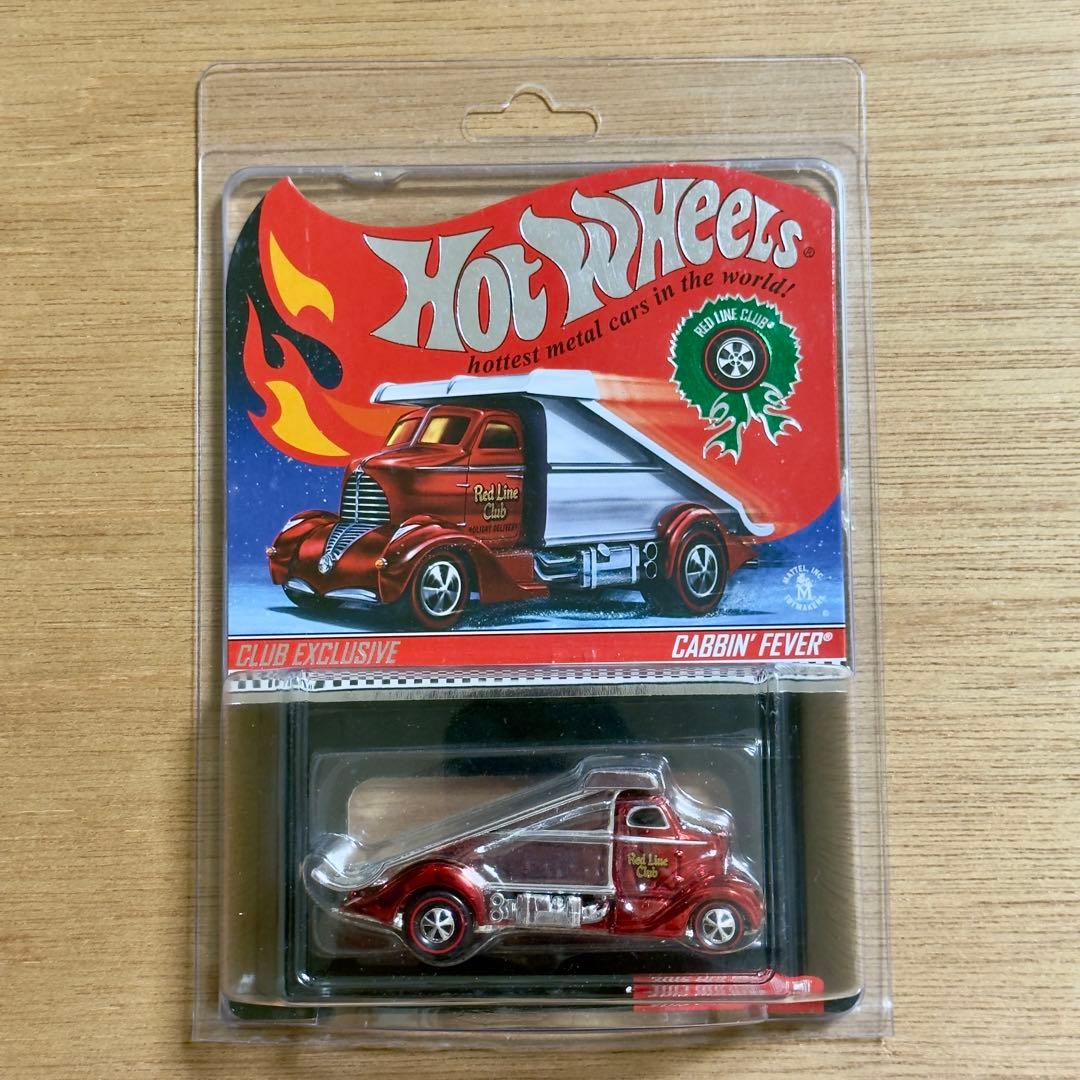 HOT WHEELS®
hottest metal cars in the world!
RED LINE CLUB®
Red Line
Club
HOLIDAY DELIVERY
MATTEL, INC.
M
TOYMAKERS
®
CLUB EXCLUSIVE
CABBIN' FEVER®
Red Line
Club